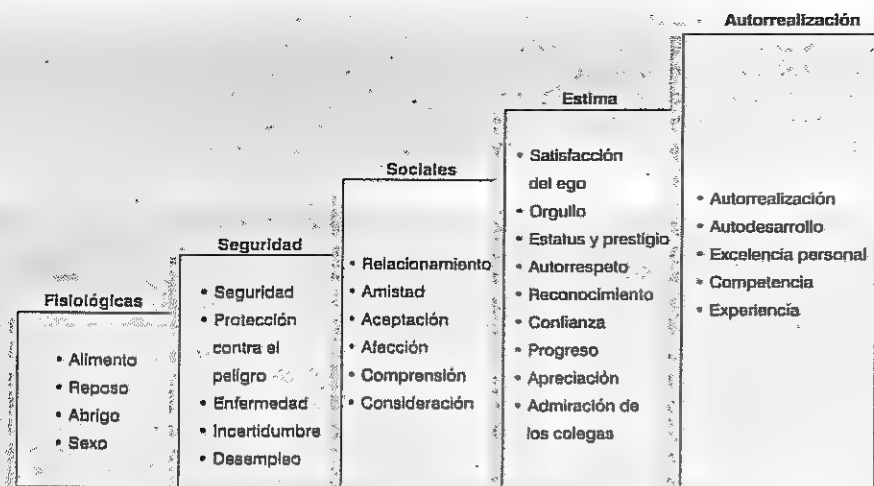 Fisiológicas
• Alimento
• Reposo
• Abrigo
• Sexo
Seguridad
• Seguridad
• Protección
contra el
peligro
• Enfermedad
• Incertidumbre
• Desempleo
Sociales
• Relacionamiento
• Amistad
• Aceptación
• Afección
• Comprensión
• Consideración
Estima
• Satisfacción
del ego
• Orgullo
• Estatus y prestigio
• Autorrespeto
• Reconocimiento
• Confianza
• Progreso
• Apreciación
• Admiración de
los colegas
Autorrealización
• Autorrealización
• Autodesarrollo
• Excelencia personal
• Competencia
• Experiencia